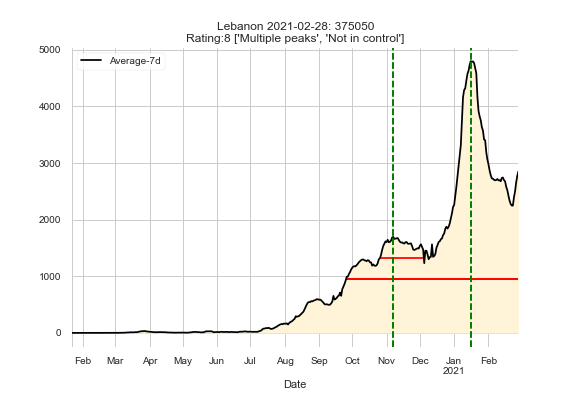 Lebanon 2021-02-28: 375050
Rating:8 ['Multiple peaks', 'Not in control']
Average-7d
5000
4000
3000
2000
1000
0
Feb Mar Apr May Jun Jul Aug Sep Oct Nov Dec Jan Feb
2021
Date